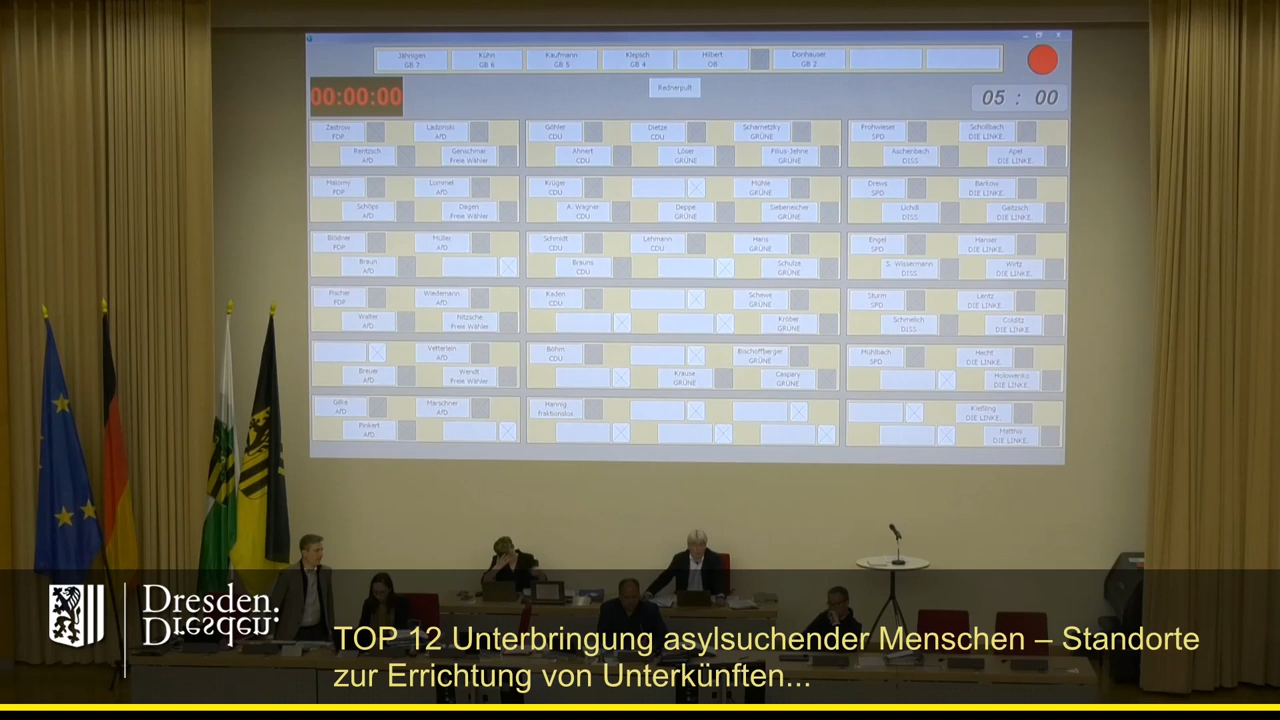 Jähnigen Kühn Kaufmann Klepsch Hilbert Donhauser
GB 7 GB 6 GB 5 GB 4 OB GB 2
Rednerpult
00:00:00
05 : 00
Zastrow Ladzinski Göhler Dietze Scharnetzky Frohwieser Schollbach
FDP AfD CDU CDU GRÜNE SPD DIE LINKE.
Rentzsch Genschmar Ahnert Löser Filius-Jehne Aschenbach Apel
AfD Freie Wähler CDU GRÜNE GRÜNE DISS DIE LINKE.
Malorny Lommel Krüger Mühle Drews Barkow
FDP AfD CDU GRÜNE SPD DIE LINKE.
Schöps Dagen A. Wagner Deppe Siebeneicher Lichdi Gaitzsch
AfD Freie Wähler CDU GRÜNE GRÜNE DISS DIE LINKE.
Blödner Müller Schmidt Lehmann Hans Engel Hanser
FDP AfD CDU CDU GRÜNE SPD DIE LINKE.
Braun Brauns Schulze S. Wissermann Wirtz
AfD CDU GRÜNE DISS DIE LINKE.
Fischer Wiedemann Kaden Schewe Sturm Lentz
FDP AfD CDU GRÜNE SPD DIE LINKE.
Walter Nitzsche Kröber Schmelich Colditz
AfD Freie Wähler GRÜNE DISS DIE LINKE.
Vetterlein Böhm Bischoffberger Mühlbach Hecht
AfD CDU GRÜNE SPD DIE LINKE.
Breuer Wendt Krause Caspary Holowenko
AfD Freie Wähler GRÜNE GRÜNE DIE LINKE.
Gilke Marschner Hannig Kießling
AfD AfD fraktionslos DIE LINKE.
Pinkert Matthis
AfD DIE LINKE.
Dresden.
Dresden.
TOP 12 Unterbringung asylsuchender Menschen – Standorte
zur Errichtung von Unterkünften...